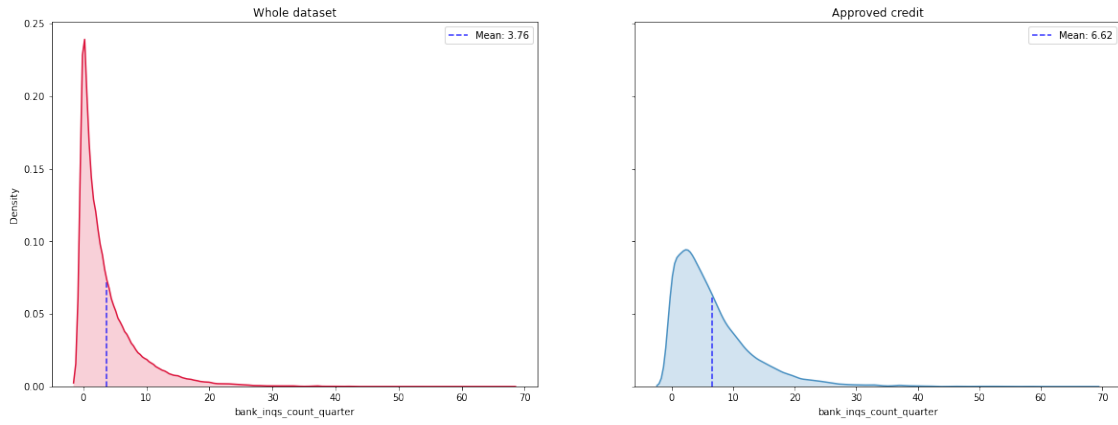 Whole dataset
Mean: 3.76
0.25
0.20
0.15
0.10
0.05
0.00
Density
0 10 20 30 40 50 60 70
bank_inqs_count_quarter
Approved credit
Mean: 6.62
0 10 20 30 40 50 60 70
bank_inqs_count_quarter